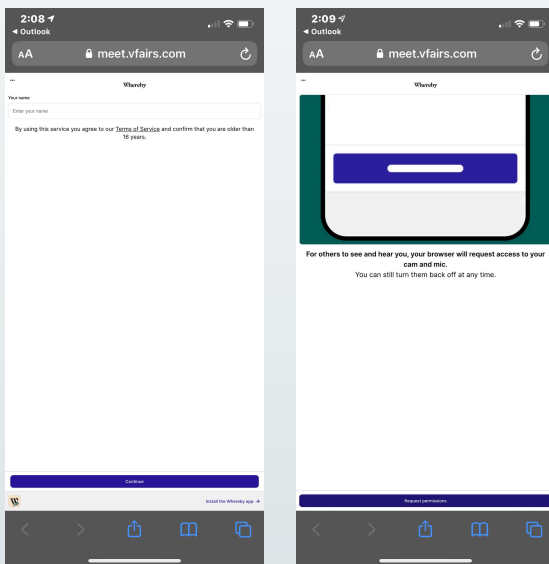 2:08
◄ Outlook
AA meet.vfairs.com
Whereby
Your name
Enter your name
By using this service you agree to our Terms of Service and confirm that you are older than
16 years.
Continue
Install the Whereby app →
2:09
◄ Outlook
AA meet.vfairs.com
Whereby
For others to see and hear you, your browser will request access to your
cam and mic.
You can still turn them back off at any time.
Request permissions